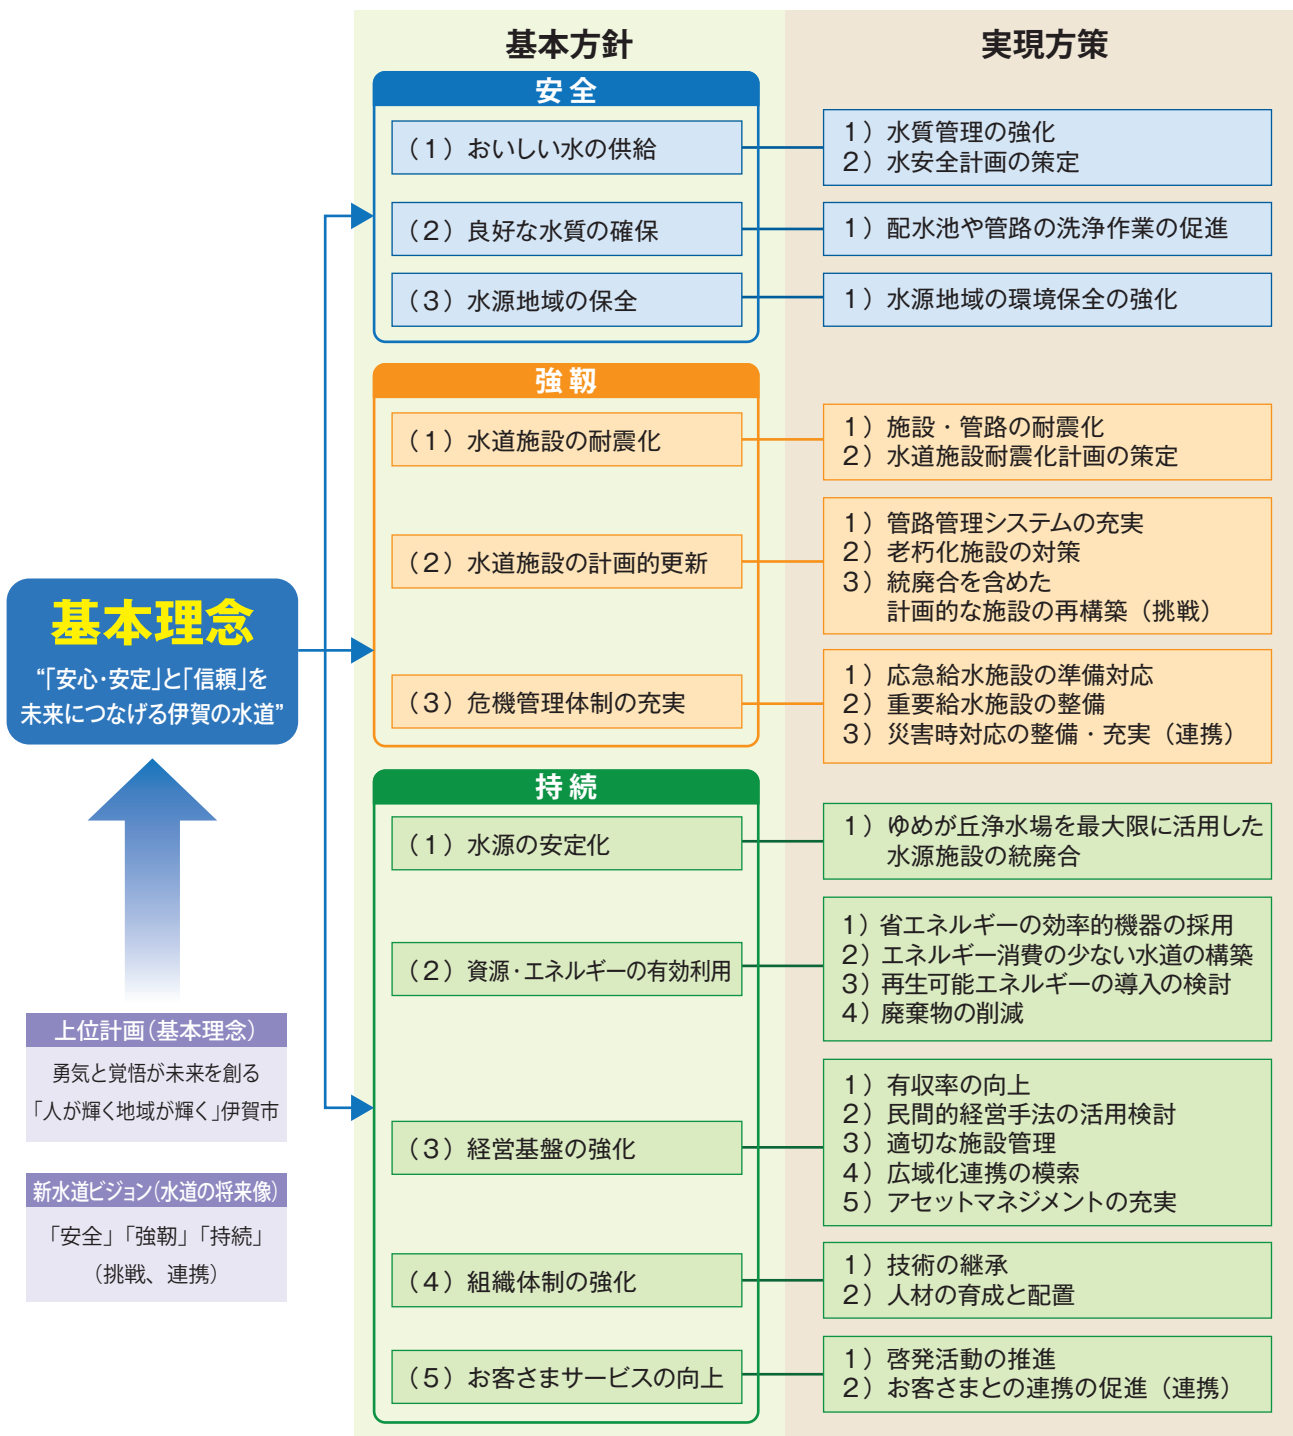 基本方針
実現方策
安全
（1）おいしい水の供給
1）水質管理の強化
2）水安全計画の策定
（2）良好な水質の確保
1）配水池や管路の洗浄作業の促進
（3）水源地域の保全
1）水源地域の環境保全の強化
強靱
（1）水道施設の耐震化
1）施設・管路の耐震化
2）水道施設耐震化計画の策定
（2）水道施設の計画的更新
1）管路管理システムの充実
2）老朽化施設の対策
3）統廃合を含めた
計画的な施設の再構築（挑戦）
（3）危機管理体制の充実
1）応急給水施設の準備対応
2）重要給水施設の整備
3）災害時対応の整備・充実（連携）
持続
（1）水源の安定化
1）ゆめが丘浄水場を最大限に活用した
水源施設の統廃合
（2）資源・エネルギーの有効利用
1）省エネルギーの効率的機器の採用
2）エネルギー消費の少ない水道の構築
3）再生可能エネルギーの導入の検討
4）廃棄物の削減
（3）経営基盤の強化
1）有収率の向上
2）民間的経営手法の活用検討
3）適切な施設管理
4）広域化連携の模索
5）アセットマネジメントの充実
（4）組織体制の強化
1）技術の継承
2）人材の育成と配置
（5）お客さまサービスの向上
1）啓発活動の推進
2）お客さまとの連携の促進（連携）
基本理念
“「安心・安定」と「信頼」を
未来につなげる伊賀の水道”
上位計画（基本理念）
勇気と覚悟が未来を創る
「人が輝く地域が輝く」伊賀市
新水道ビジョン（水道の将来像）
「安全」「強靱」「持続」
（挑戦、連携）